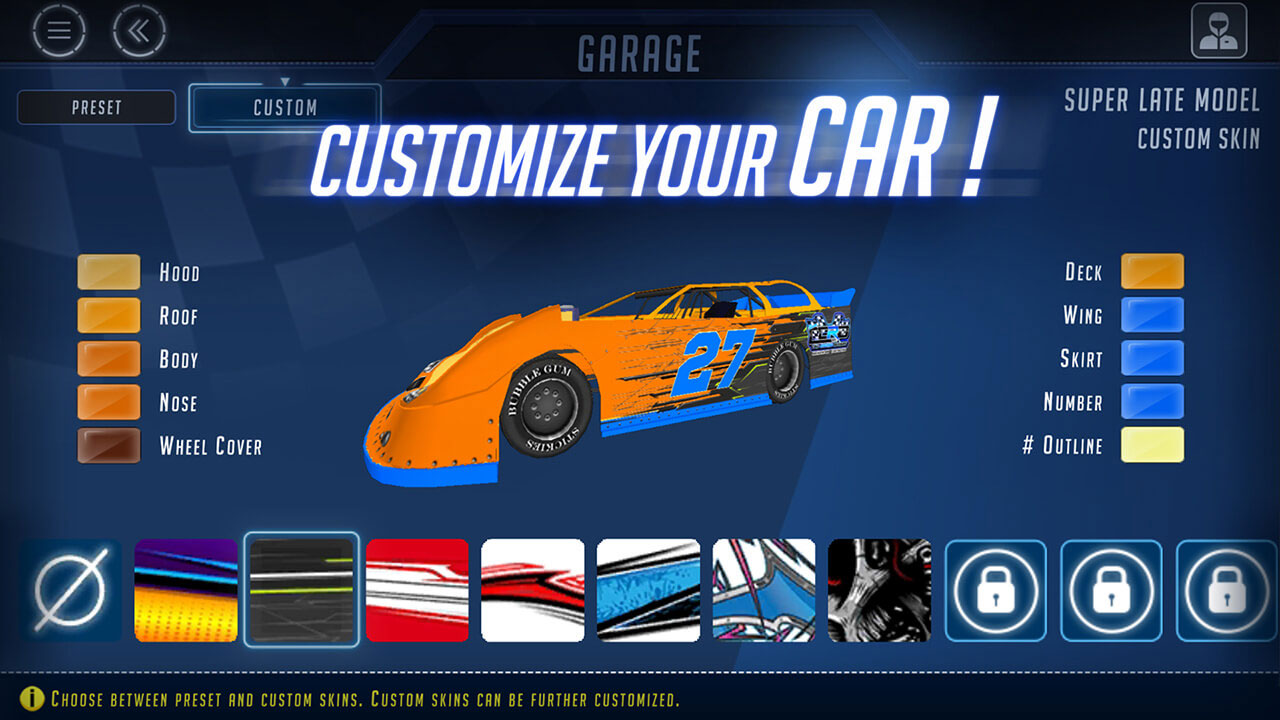 GARAGE
PRESET
CUSTOM
SUPER LATE MODEL
CUSTOM SKIN
CUSTOMIZE YOUR CAR!
HOOD
ROOF
BODY
NOSE
WHEEL COVER
DECK
WING
SKIRT
NUMBER
# OUTLINE
27
BUBBLE GUM
STICKIES
BUBBLE GUM
CHOOSE BETWEEN PRESET AND CUSTOM SKINS. CUSTOM SKINS CAN BE FURTHER CUSTOMIZED.